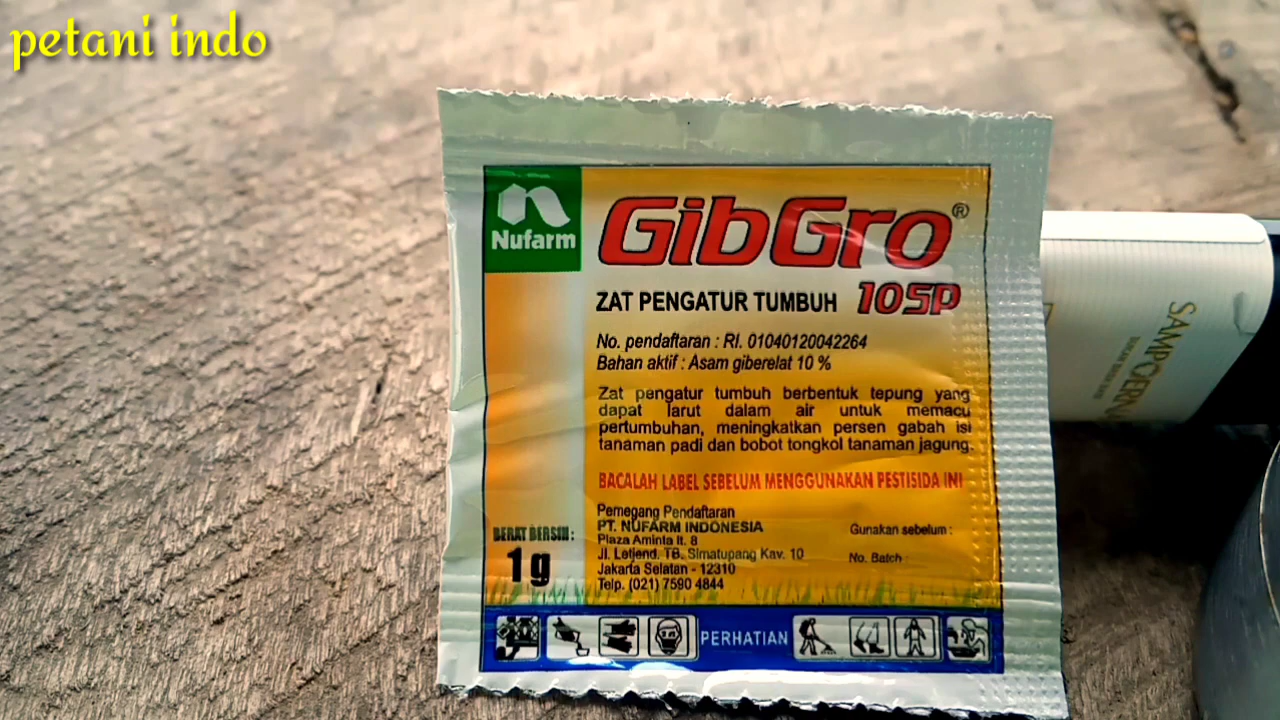 petani indo
Nufarm
GibGro®
ZAT PENGATUR TUMBUH 10SP
No. pendaftaran : RI. 01040120042264
Bahan aktif : Asam giberelat 10 %
Zat pengatur tumbuh berbentuk tepung yang
dapat larut dalam air untuk memacu
pertumbuhan, meningkatkan persen gabah isi
tanaman padi dan bobot tongkol tanaman jagung.
BACALAH LABEL SEBELUM MENGGUNAKAN PESTISIDA INI
Pemegang Pendaftaran
PT. NUFARM INDONESIA
Plaza Aminta lt. 8
Jl. Letjend. TB. Simatupang Kav. 10
Jakarta Selatan - 12310
Telp. (021) 7590 4844
Gunakan sebelum :
No. Batch :
BERAT BERSIH :
1 g
PERHATIAN